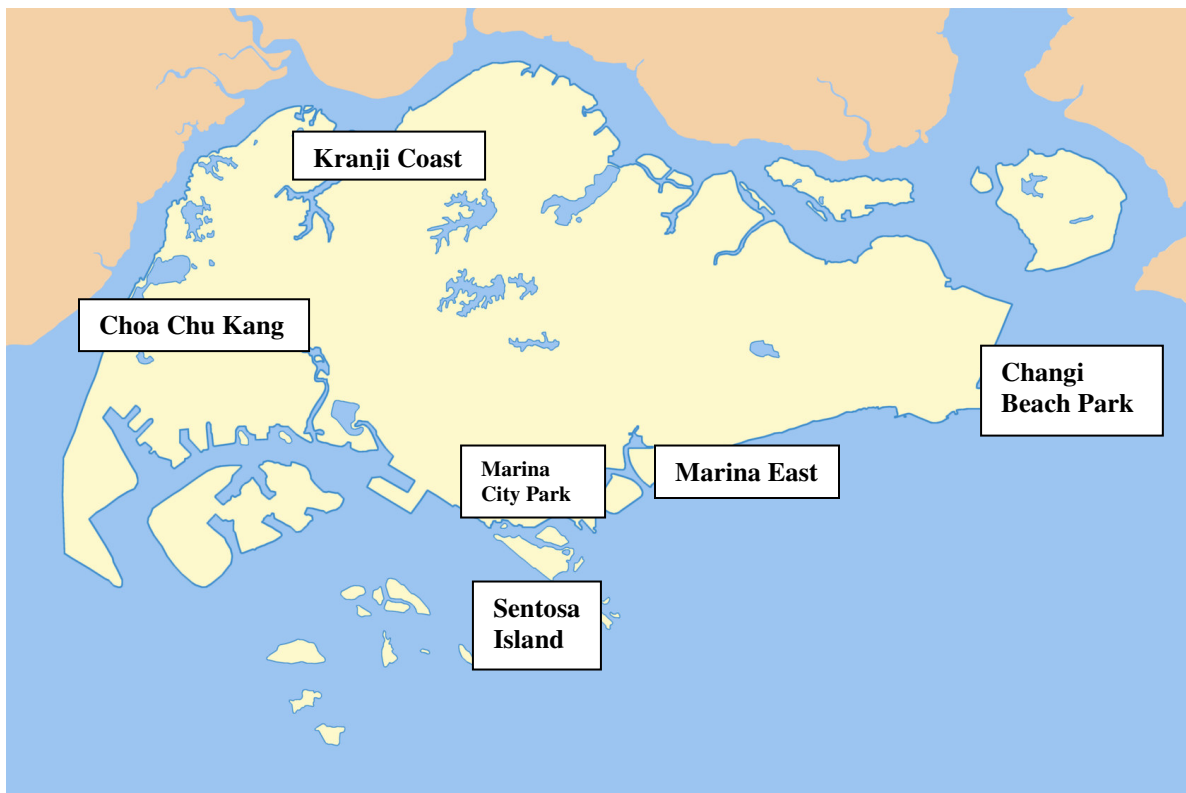 Kranji Coast
Choa Chu Kang
Changi
Beach Park
Marina
City Park
Marina East
Sentosa
Island